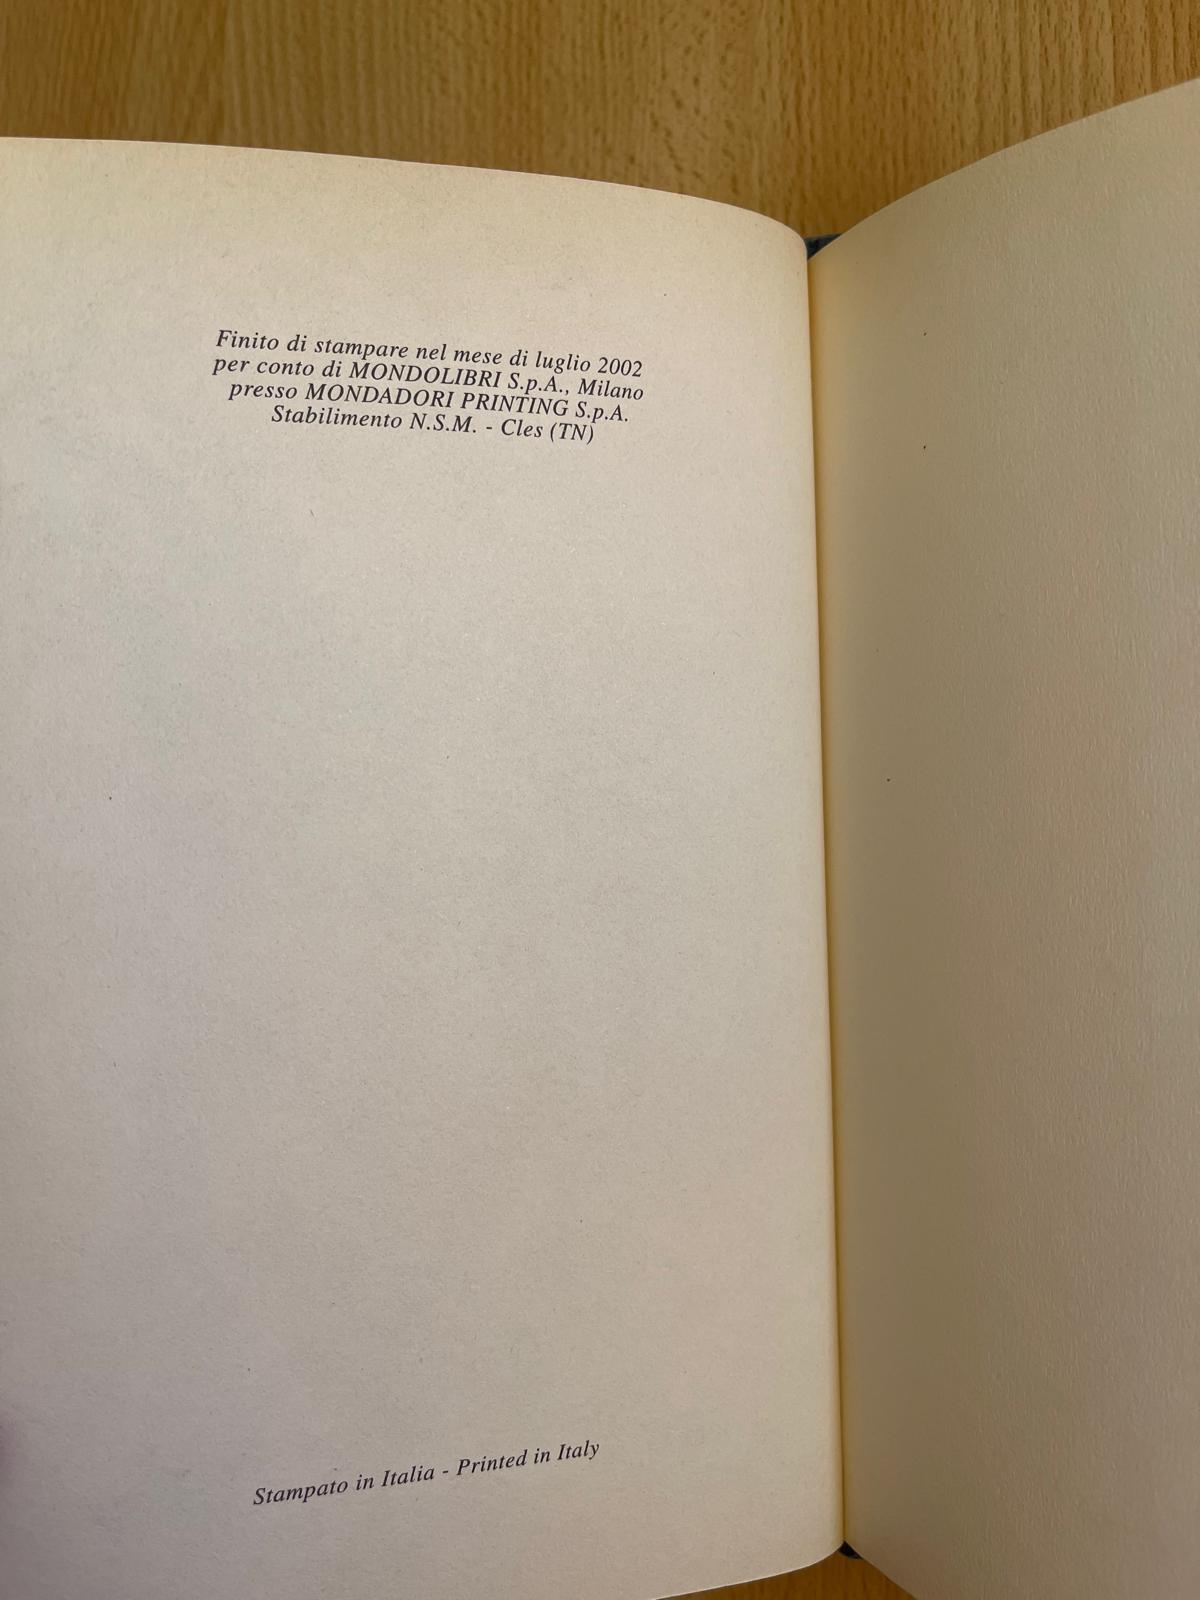 Finito di stampare nel mese di luglio 2002
per conto di MONDOLIBRI S.p.A., Milano
presso MONDADORI PRINTING S.p.A.
Stabilimento N.S.M. - Cles (TN)
Stampato in Italia - Printed in Italy